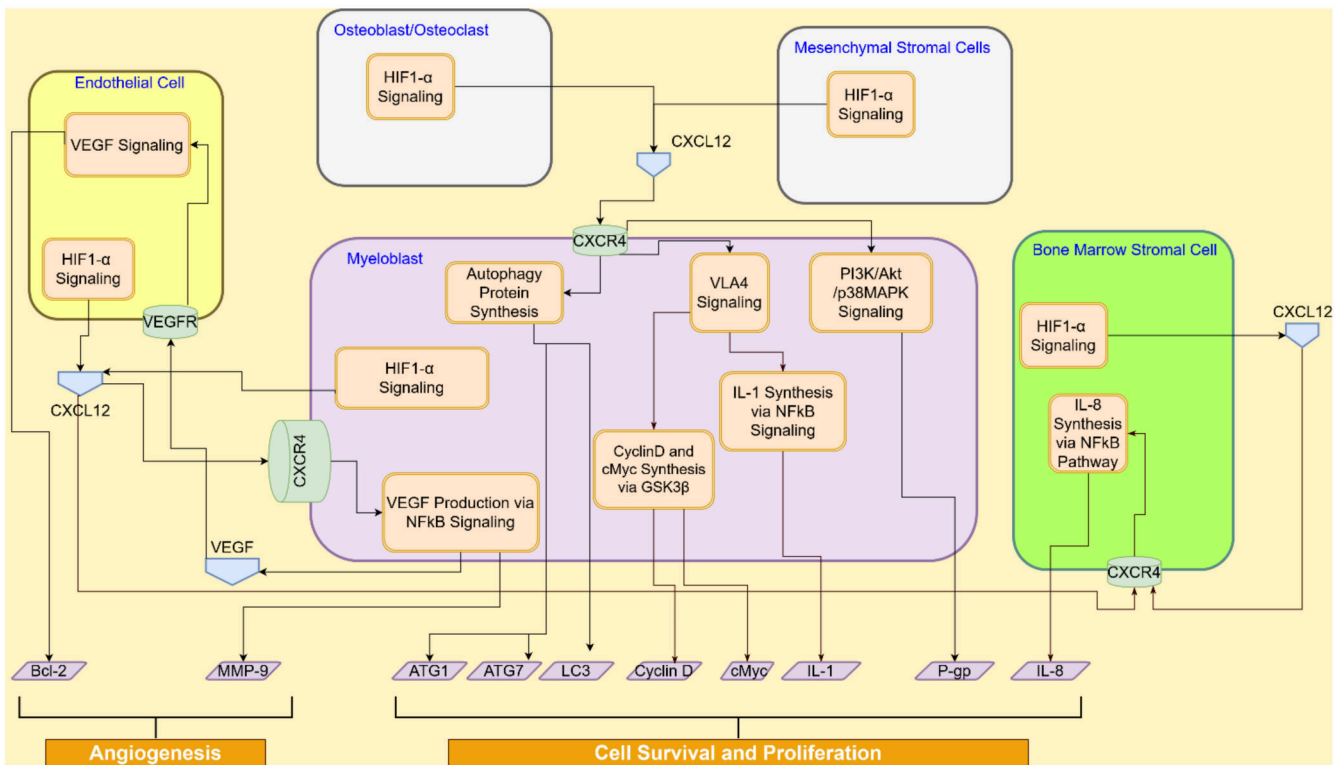 Osteoblast/Osteoclast
HIF1-α
Signaling
Mesenchymal Stromal Cells
HIF1-α
Signaling
Endothelial Cell
VEGF Signaling
HIF1-α
Signaling
VEGFR
CXCL12
CXCR4
Myeloblast
Autophagy
Protein
Synthesis
VLA4
Signaling
PI3K/Akt
/p38MAPK
Signaling
HIF1-α
Signaling
IL-1 Synthesis
via NFkB
Signaling
CyclinD and
cMyc Synthesis
via GSK3β
CXCR4
VEGF Production via
NFkB Signaling
CXCL12
VEGF
Bone Marrow Stromal Cell
HIF1-α
Signaling
CXCL12
IL-8
Synthesis
via NFkB
Pathway
CXCR4
Bcl-2
MMP-9
ATG1
ATG7
LC3
Cyclin D
cMyc
IL-1
P-gp
IL-8
Angiogenesis
Cell Survival and Proliferation